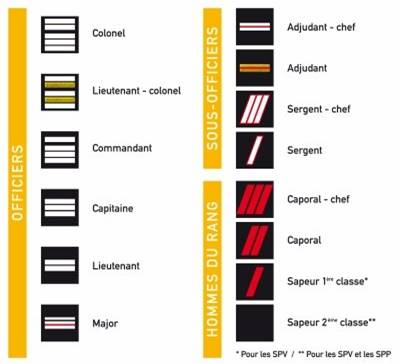 OFFICIERS
Colonel
Lieutenant - colonel
Commandant
Capitaine
Lieutenant
Major
SOUS-OFFICIERS
Adjudant - chef
Adjudant
Sergent - chef
Sergent
HOMMES DU RANG
Caporal - chef
Caporal
Sapeur 1ère classe*
Sapeur 2ème classe**
* Pour les SPV / ** Pour les SPV et les SPP